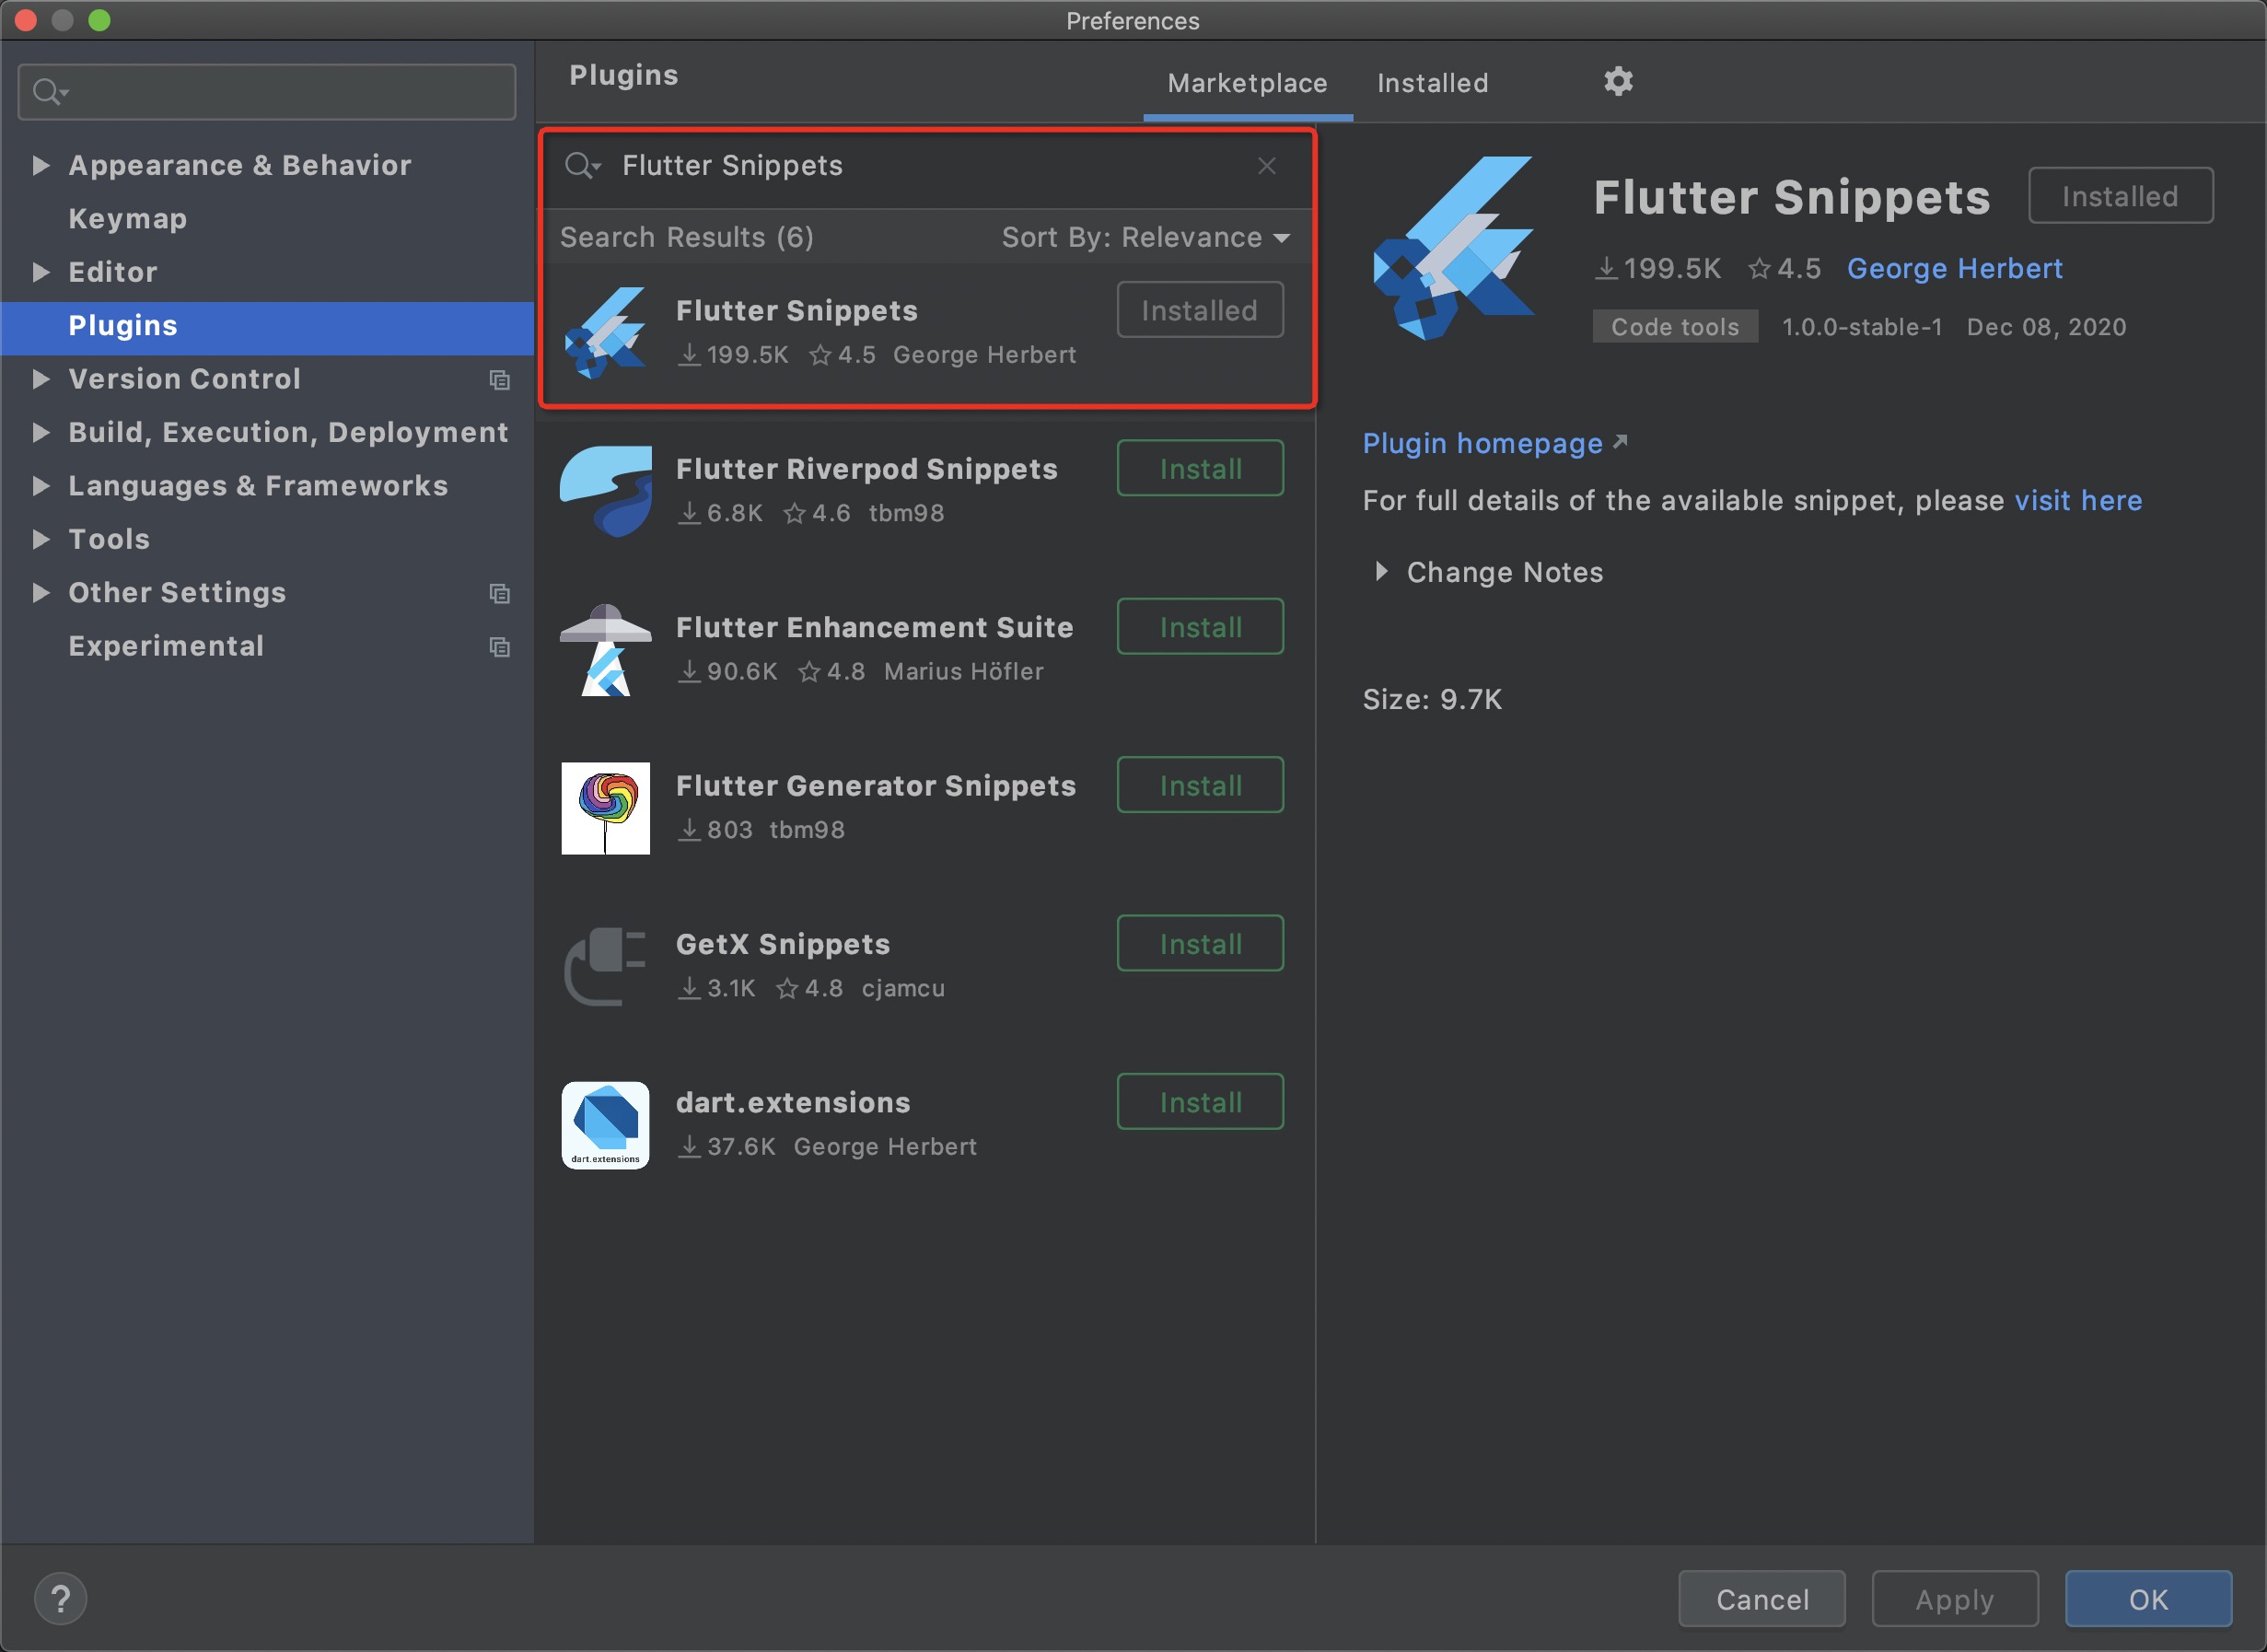 Preferences
Plugins
Marketplace Installed
Appearance & Behavior
Keymap
Editor
Plugins
Version Control
Build, Execution, Deployment
Languages & Frameworks
Tools
Other Settings
Experimental
Flutter Snippets
Search Results (6) Sort By: Relevance
Flutter Snippets Installed
199.5K 4.5 George Herbert
Flutter Riverpod Snippets Install
6.8K 4.6 tbm98
Flutter Enhancement Suite Install
90.6K 4.8 Marius Höfler
Flutter Generator Snippets Install
803 tbm98
GetX Snippets Install
3.1K 4.8 cjamcu
dart.extensions Install
37.6K George Herbert
dart.extensions
Flutter Snippets Installed
199.5K 4.5 George Herbert
Code tools 1.0.0-stable-1 Dec 08, 2020
Plugin homepage
For full details of the available snippet, please visit here
Change Notes
Size: 9.7K
? Cancel Apply OK